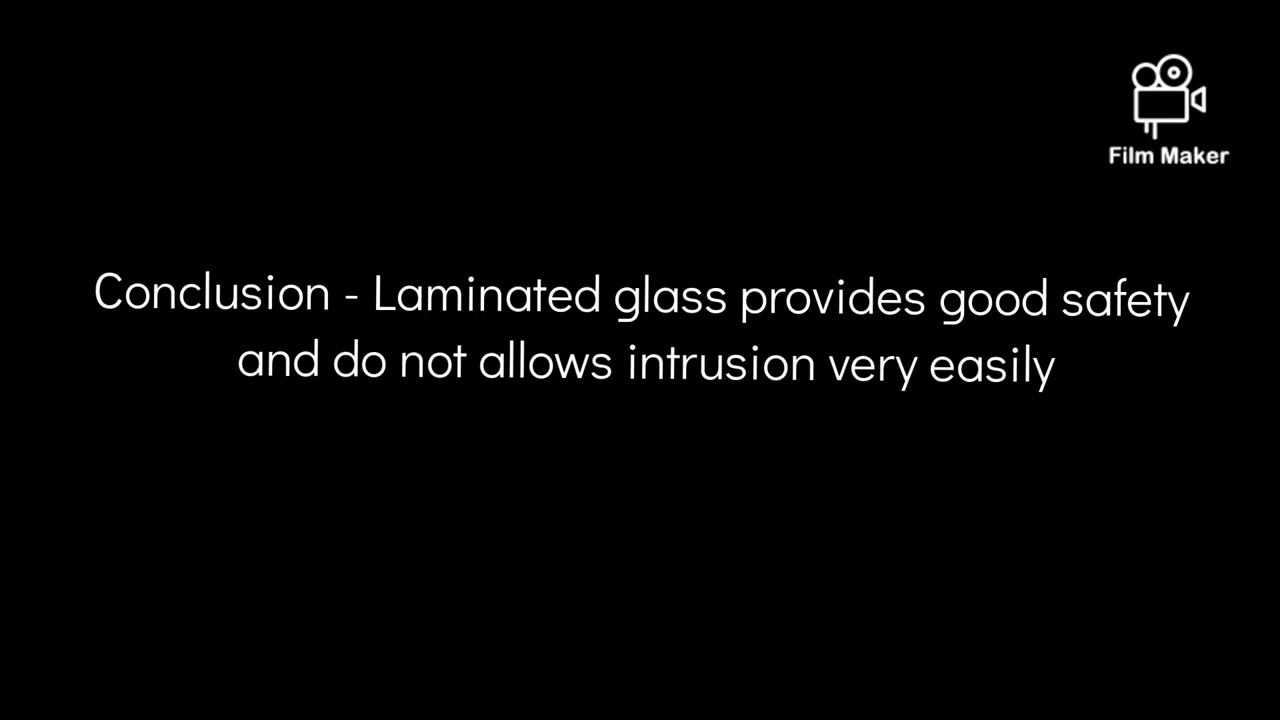 Film Maker
Conclusion - Laminated glass provides good safety
and do not allows intrusion very easily